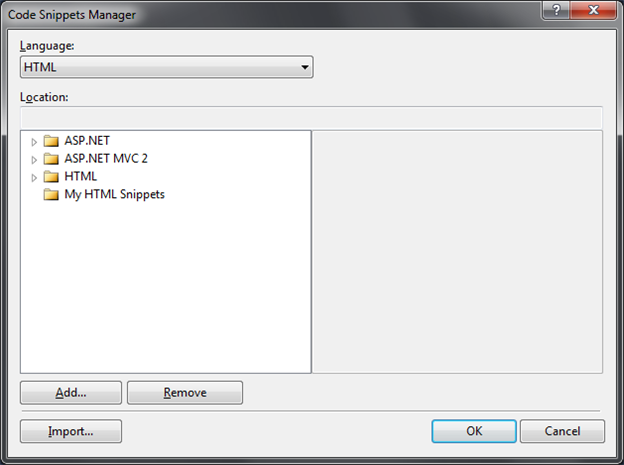 Code Snippets Manager
?
Language:
HTML
Location:
ASP.NET
ASP.NET MVC 2
HTML
My HTML Snippets
Add... Remove
Import... OK Cancel